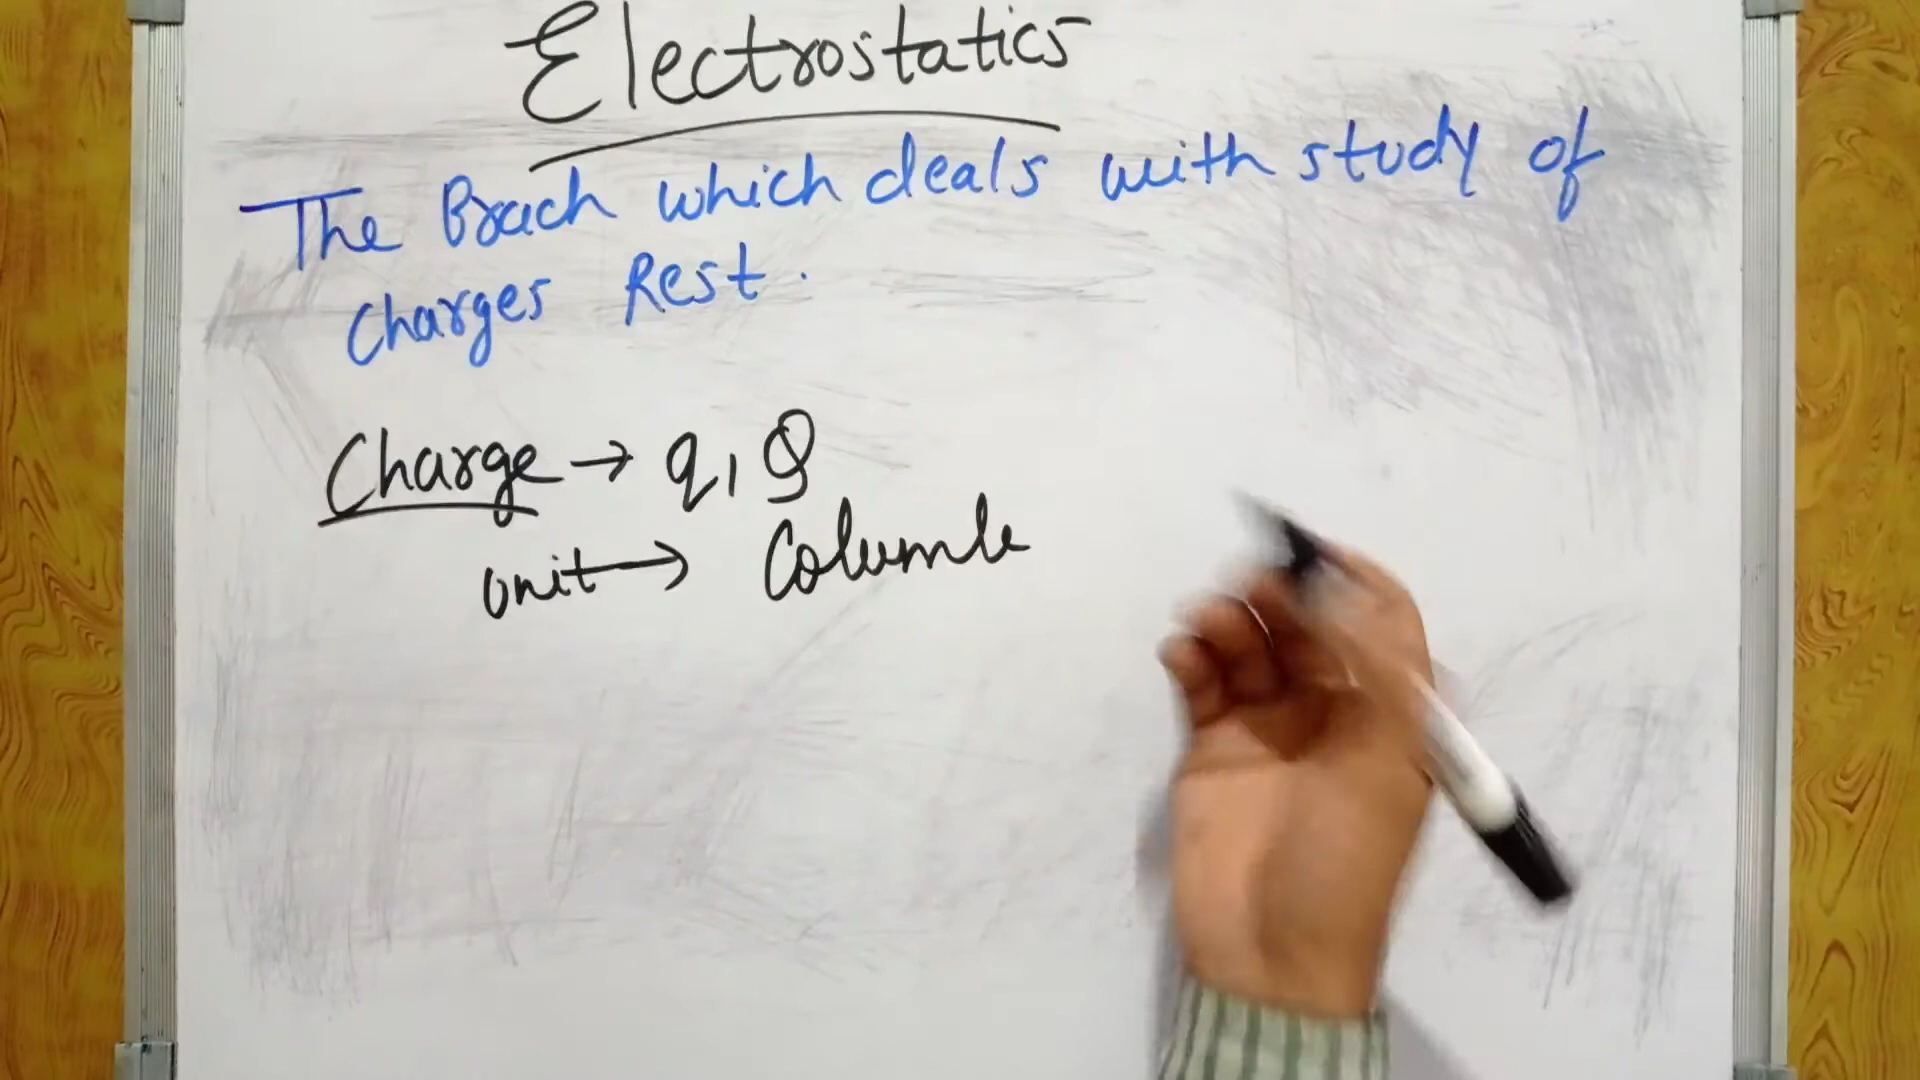 Electrostatics
The Brach which deals with study of
charges Rest.
Charge → q, Q
unit → Columb